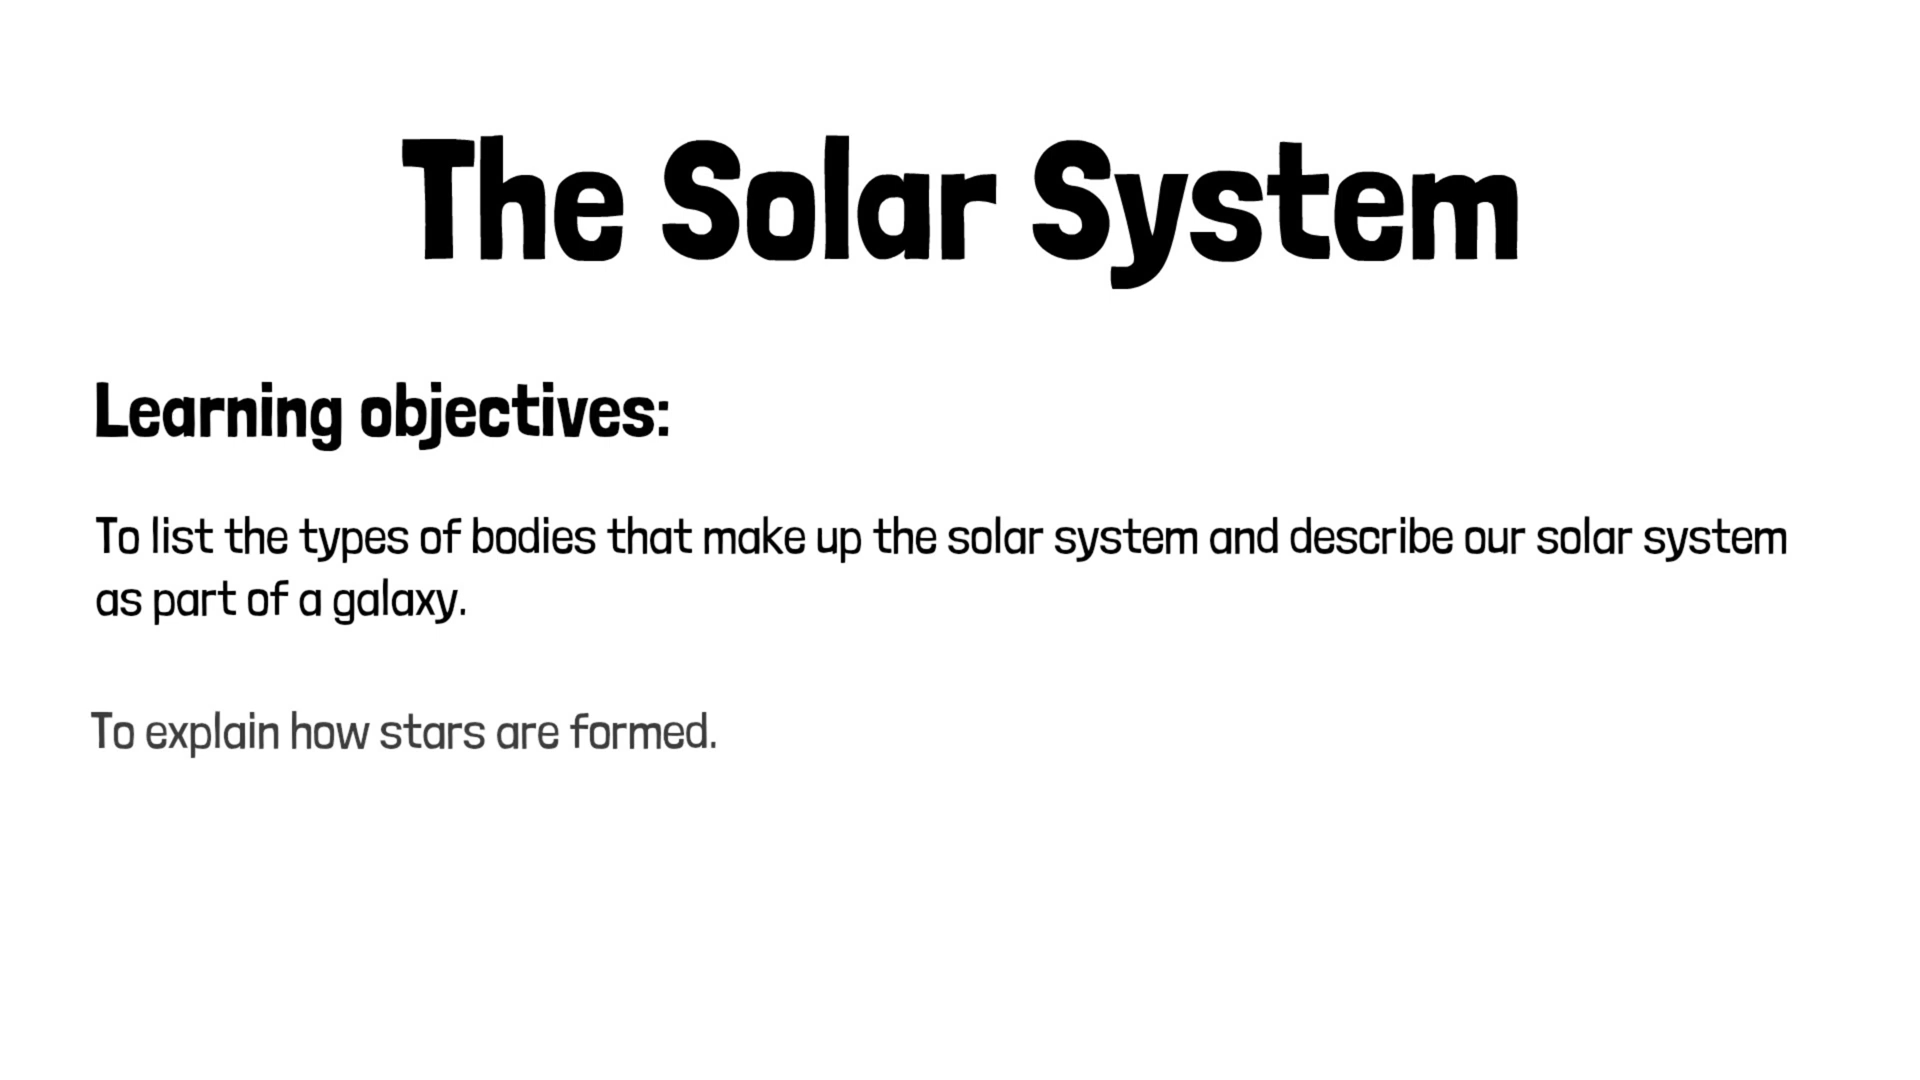 The Solar System
Learning objectives:
To list the types of bodies that make up the solar system and describe our solar system
as part of a galaxy.
To explain how stars are formed.